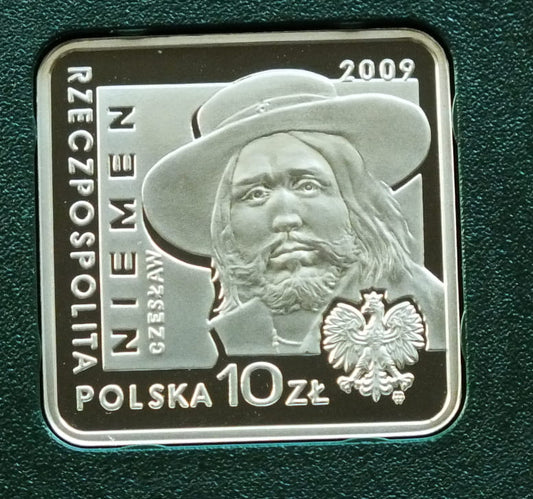 2009
RZECZPOSPOLITA
NIEMEN
CZESŁAW
POLSKA 10 ZŁ